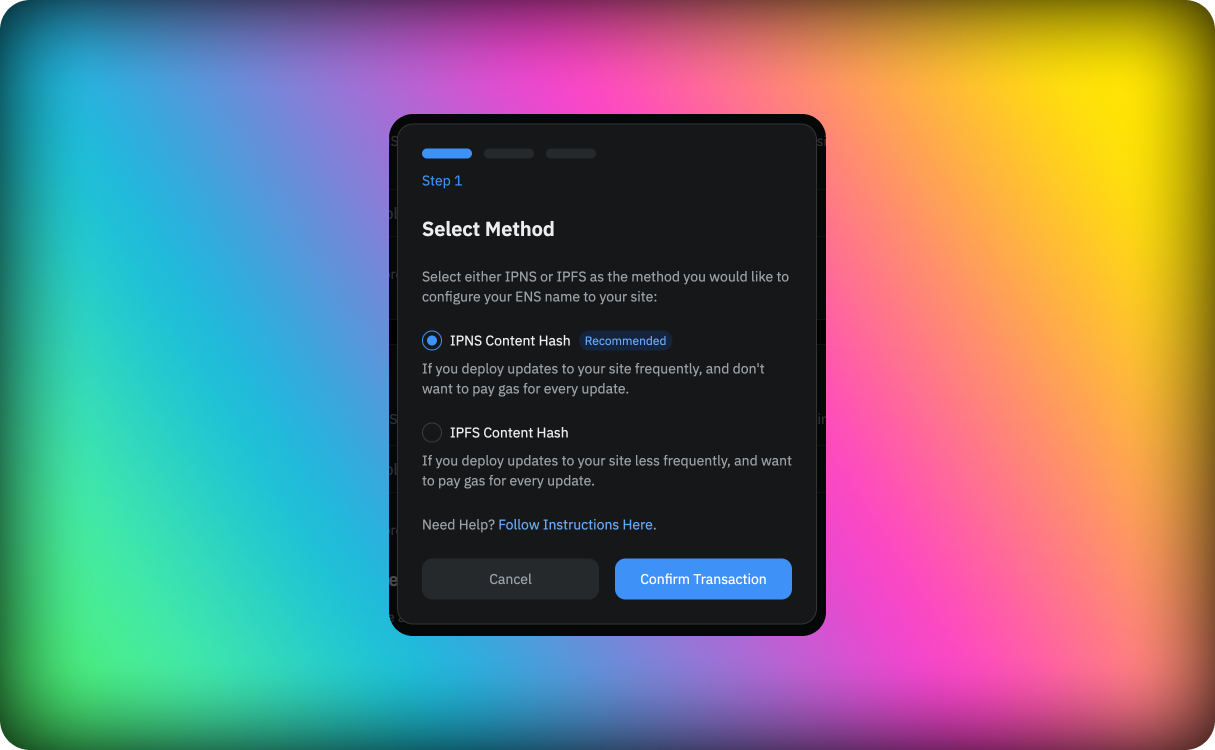 Step 1
Select Method
Select either IPNS or IPFS as the method you would like to
configure your ENS name to your site:
IPNS Content Hash Recommended
If you deploy updates to your site frequently, and don't
want to pay gas for every update.
IPFS Content Hash
If you deploy updates to your site less frequently, and want
to pay gas for every update.
Need Help? Follow Instructions Here.
Cancel Confirm Transaction